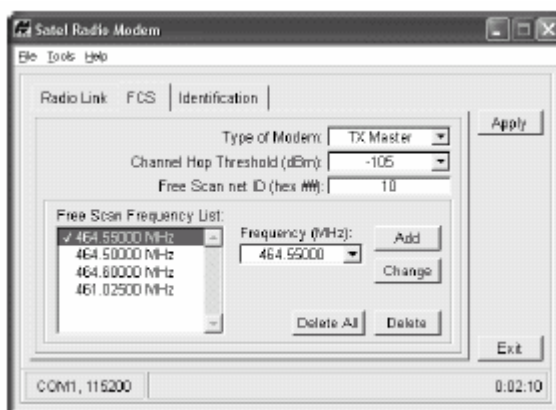 Satel Radio Modem
File Tools Help
Radio Link FCS Identification
Apply
Type of Modem: TX Master
Channel Hop Threshold (dBm): -105
Free Scan net ID (hex ##): 10
Free Scan Frequency List:
✓ 464.55000 MHz
464.50000 MHz
464.60000 MHz
461.02500 MHz
Frequency (MHz):
464.55000
Add
Change
Delete All Delete
Exit
COM1, 115200 0:02:10